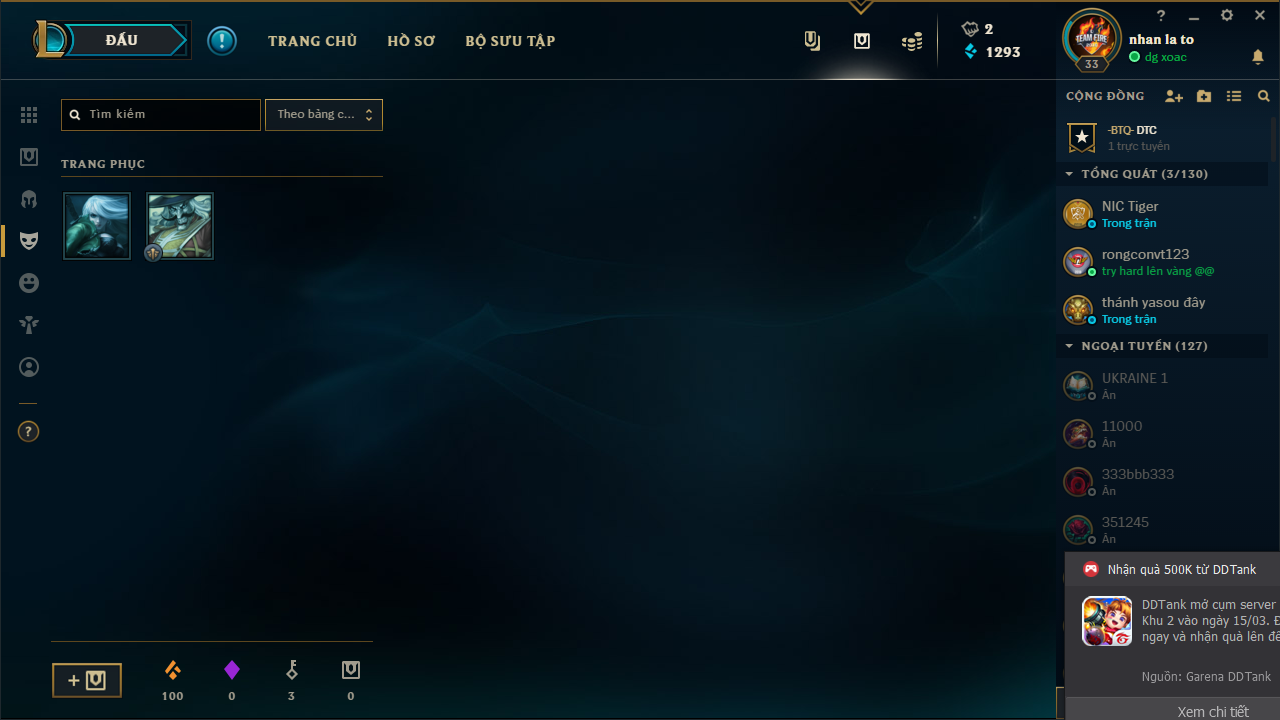 ĐẤU
TRANG CHỦ
HỒ SƠ
BỘ SƯU TẬP
2
1293
?
TEAM FIRE
33
nhan la to
dg xoac
Tìm kiếm
Theo bảng c...
TRANG PHỤC
?
100
0
3
0
CỘNG ĐỒNG
-BTQ- DTC
1 trực tuyến
TỔNG QUÁT (3/130)
NIC Tiger
Trong trận
rongconvt123
try hard lên vàng @@
thánh yasou đây
Trong trận
NGOẠI TUYẾN (127)
UKRAINE 1
Ẩn
11000
Ẩn
333bbb333
Ẩn
351245
Ẩn
Nhận quà 500K từ DDTank
DDTank mở cụm server
Khu 2 vào ngày 15/03. Đ
ngay và nhận quà lên đế
Nguồn: Garena DDTank
Xem chi tiết